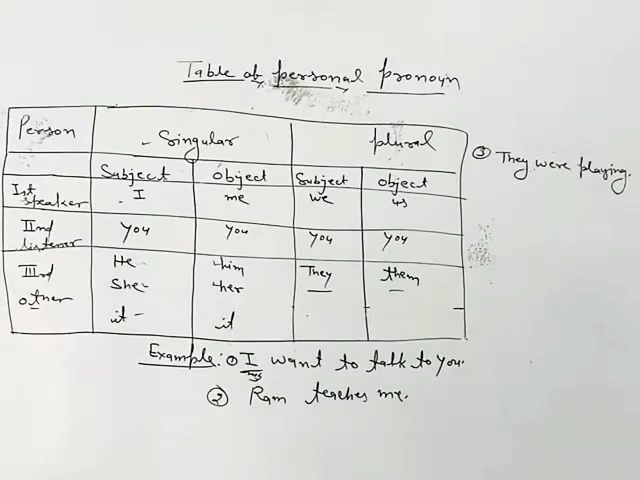 Table of personal pronoun
Person Singular plural
Subject object Subject object
Ist speaker I me we us
IInd listener you you you you
IIIrd other He him They them
She her
it it
Example: ① I want to talk to you.
② Ram teaches me.
③ They were playing.